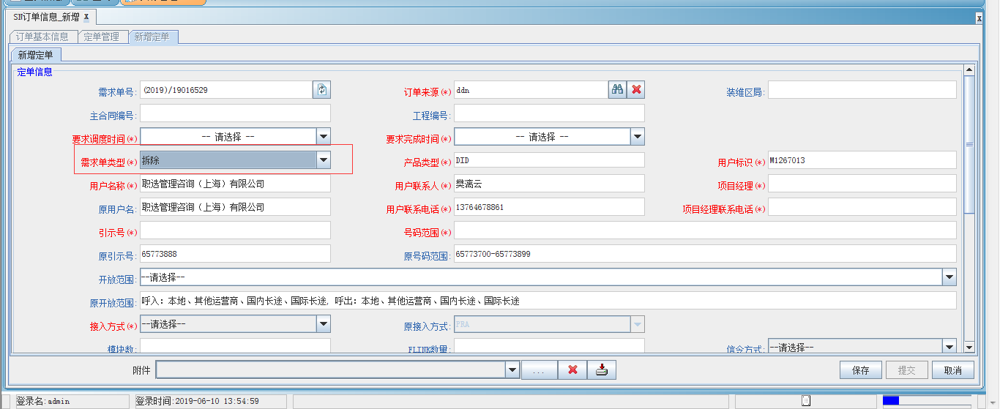 SN订单信息_新增 x
x
订单基本信息 定单管理 新增定单
新增定单
定单信息
需求单号: (2019)/19016529 订单来源(*) ddn 装维区局:
主合同编号: 工程编号:
要求调度时间(*) -- 请选择 -- 要求完成时间(*) -- 请选择 --
需求单类型(*) 拆除 产品类型(*) DID 用户标识(*) M1267013
用户名称(*) 职选管理咨询（上海）有限公司 用户联系人(*) 樊漓云 项目经理(*)
原用户名: 职选管理咨询（上海）有限公司 用户联系电话(*) 13764678861 项目经理联系电话(*)
引示号(*) 号码范围(*)
原引示号: 65773888 原号码范围: 65773700-65773899
开放范围: --请选择--
原开放范围: 呼入: 本地、其他运营商、国内长途、国际长途, 呼出: 本地、其他运营商、国内长途、国际长途
接入方式(*) --请选择-- 原接入方式: PRA
模块数: FLINK数量: 信令方式: --请选择--
附件 ... 保存 提交 取消
登录名:admin 登录时间:2019-06-10 13:54:59